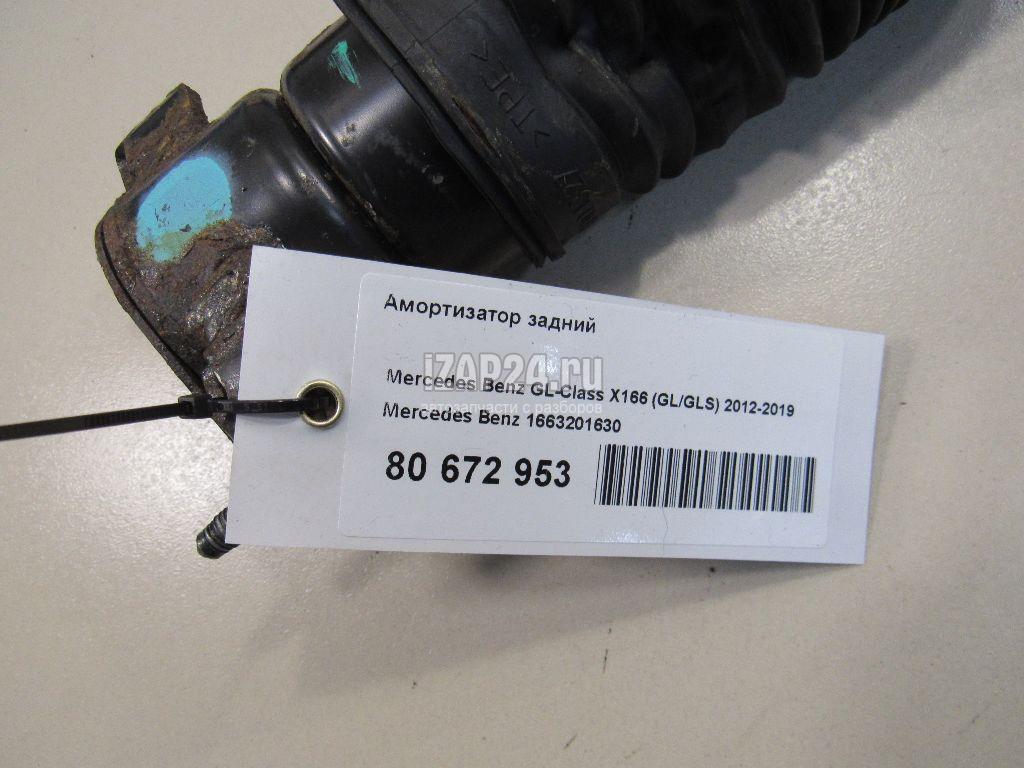 >TPE<
Амортизатор задний
iZAP24.ru
Mercedes Benz GL-Class X166 (GL/GLS) 2012-2019
автозапчасти с разборов
Mercedes Benz 1663201630
80 672 953